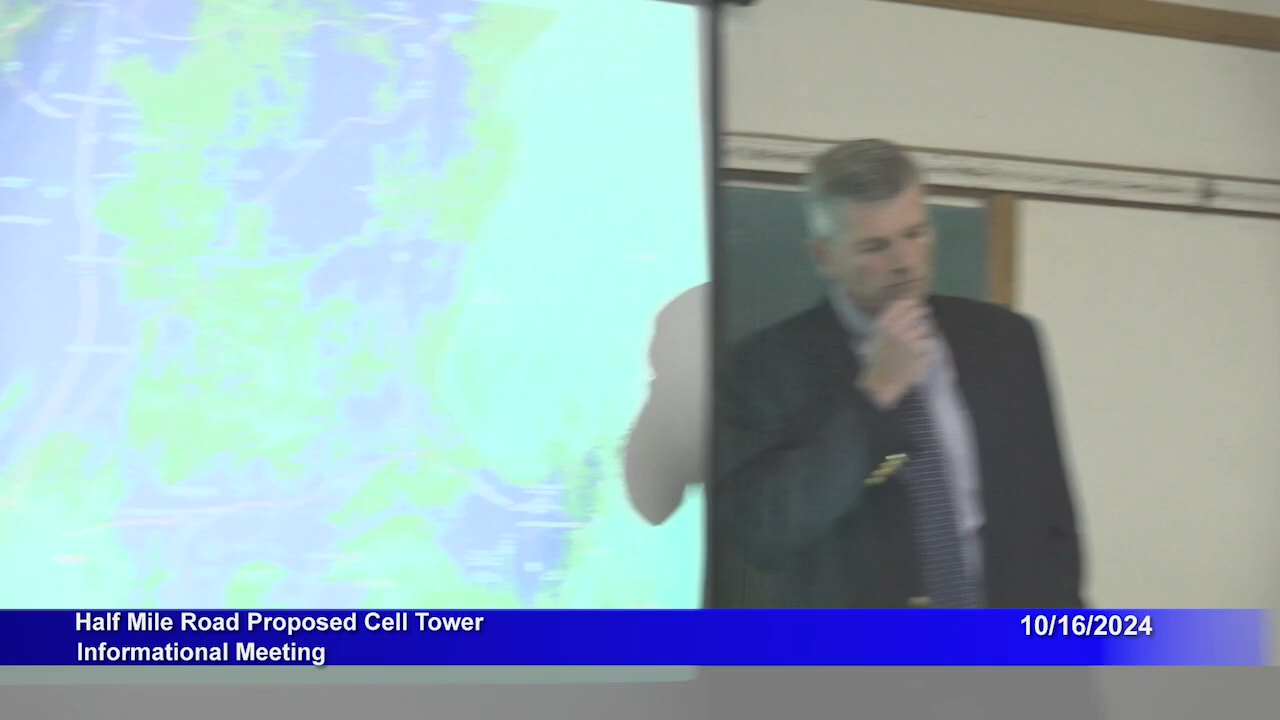 Half Mile Road Proposed Cell Tower
Informational Meeting
10/16/2024